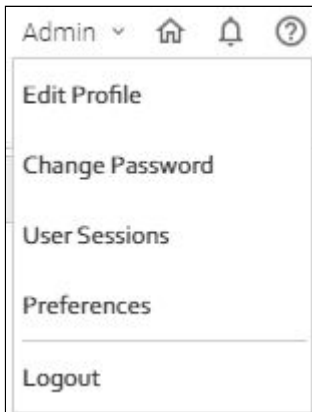 Admin
Edit Profile
Change Password
User Sessions
Preferences
Logout